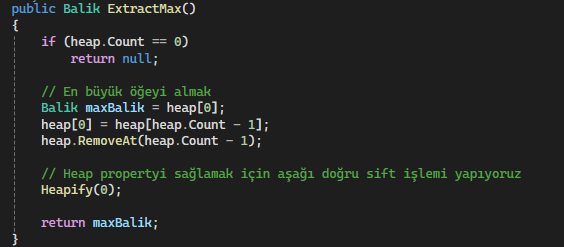 public Balik ExtractMax()
{
    if (heap.Count == 0)
        return null;

    // En büyük öğeyi almak
    Balik maxBalik = heap[0];
    heap[0] = heap[heap.Count - 1];
    heap.RemoveAt(heap.Count - 1);

    // Heap propertyi sağlamak için aşağı doğru sift işlemi yapıyoruz
    Heapify(0);

    return maxBalik;
}